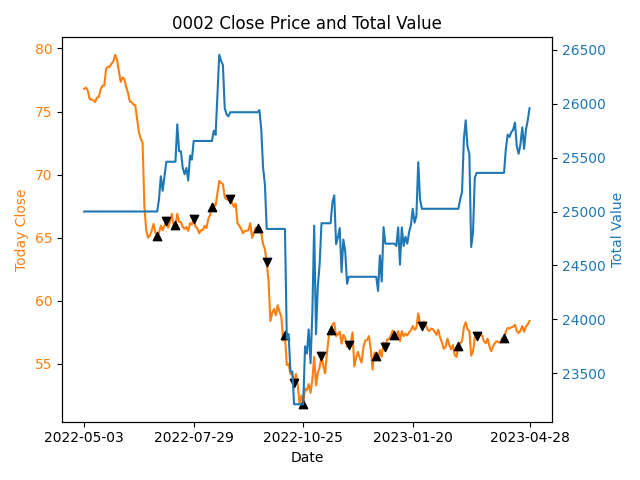 0002 Close Price and Total Value
80
75
70
65
60
55
Today Close
26500
26000
25500
25000
24500
24000
23500
Total Value
2022-05-03 2022-07-29 2022-10-25 2023-01-20 2023-04-28
Date